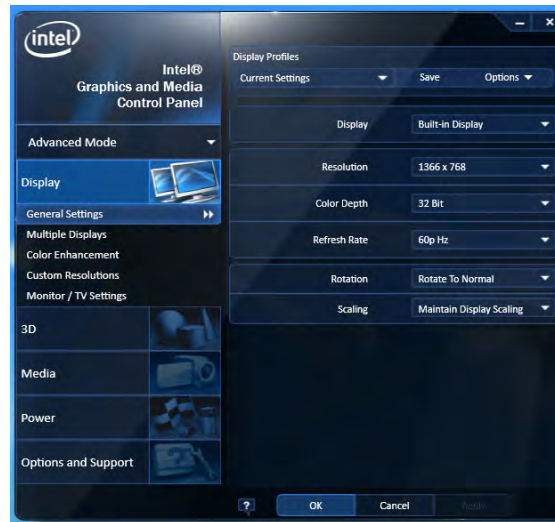 intel
Intel®
Graphics and Media
Control Panel
Advanced Mode
Display
General Settings
Multiple Displays
Color Enhancement
Custom Resolutions
Monitor / TV Settings
3D
Media
Power
Options and Support
Display Profiles
Current Settings Save Options
Display Built-in Display
Resolution 1366 x 768
Color Depth 32 Bit
Refresh Rate 60p Hz
Rotation Rotate To Normal
Scaling Maintain Display Scaling
? OK Cancel Apply